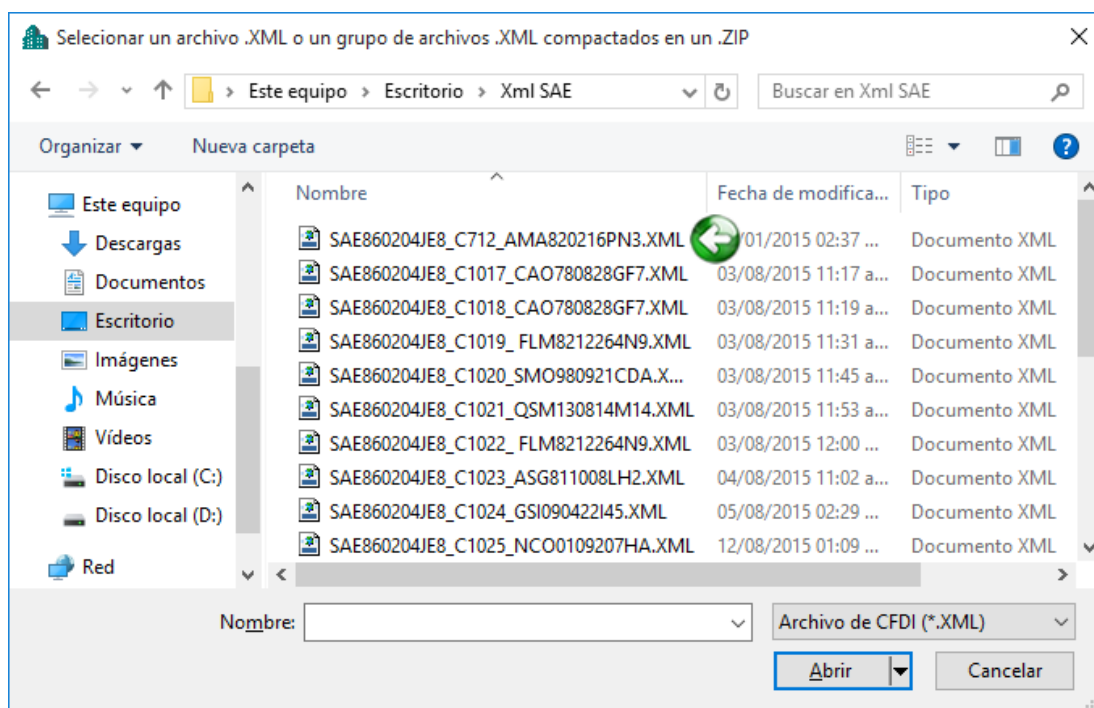 Selecionar un archivo .XML o un grupo de archivos .XML compactados en un .ZIP
Este equipo > Escritorio > Xml SAE
Buscar en Xml SAE
Organizar
Nueva carpeta
?
Este equipo
Descargas
Documentos
Escritorio
Imágenes
Música
Vídeos
Disco local (C:)
Disco local (D:)
Red
Nombre Fecha de modifica... Tipo
SAE860204JE8_C712_AMA820216PN3.XML /01/2015 02:37 ... Documento XML
SAE860204JE8_C1017_CAO780828GF7.XML 03/08/2015 11:17 a... Documento XML
SAE860204JE8_C1018_CAO780828GF7.XML 03/08/2015 11:19 a... Documento XML
SAE860204JE8_C1019_ FLM8212264N9.XML 03/08/2015 11:31 a... Documento XML
SAE860204JE8_C1020_SMO980921CDA.X... 03/08/2015 11:45 a... Documento XML
SAE860204JE8_C1021_QSM130814M14.XML 03/08/2015 11:53 a... Documento XML
SAE860204JE8_C1022_ FLM8212264N9.XML 03/08/2015 12:00 ... Documento XML
SAE860204JE8_C1023_ASG811008LH2.XML 04/08/2015 11:02 a... Documento XML
SAE860204JE8_C1024_GSI090422I45.XML 05/08/2015 02:29 ... Documento XML
SAE860204JE8_C1025_NCO0109207HA.XML 12/08/2015 01:09 ... Documento XML
Nombre:
Archivo de CFDI (*.XML)
Abrir
Cancelar